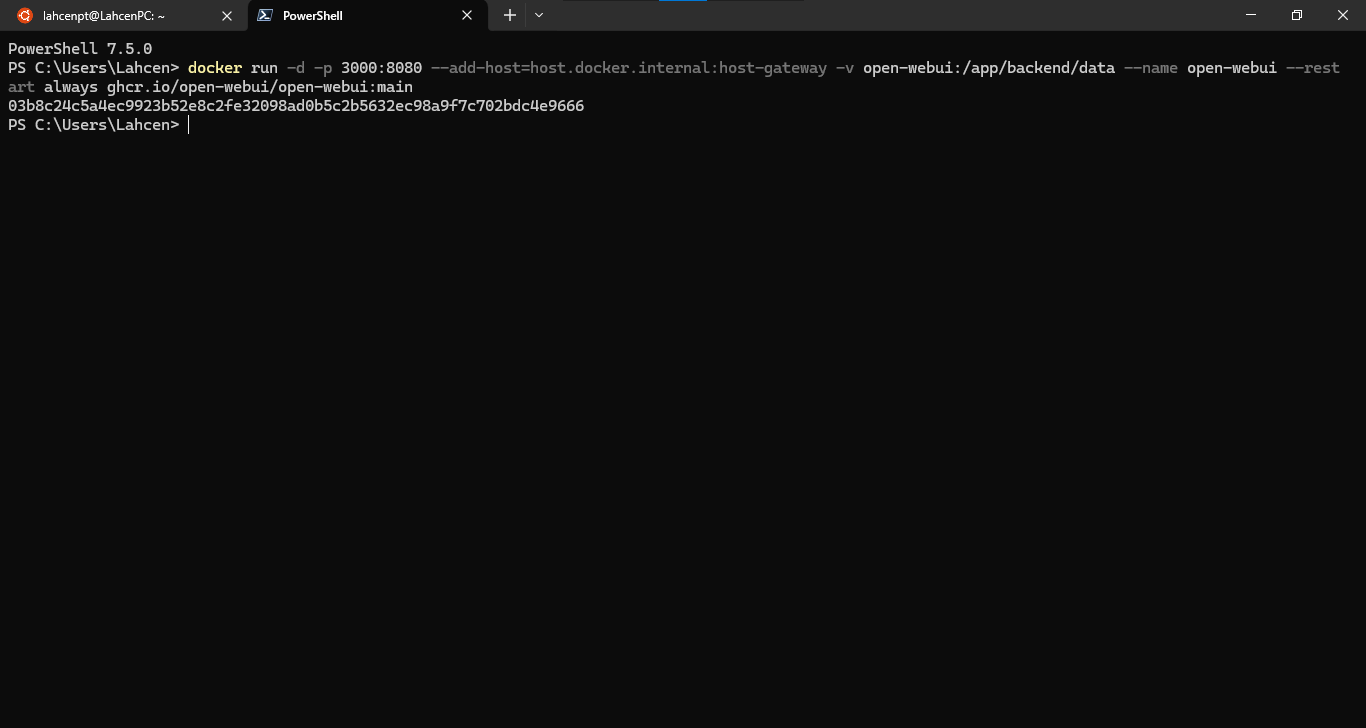 lahcenpt@LahcenPC: ~
PowerShell
PowerShell 7.5.0
PS C:\Users\Lahcen> docker run -d -p 3000:8080 --add-host=host.docker.internal:host-gateway -v open-webui:/app/backend/data --name open-webui --rest
art always ghcr.io/open-webui/open-webui:main
03b8c24c5a4ec9923b52e8c2fe32098ad0b5c2b5632ec98a9f7c702bdc4e9666
PS C:\Users\Lahcen>